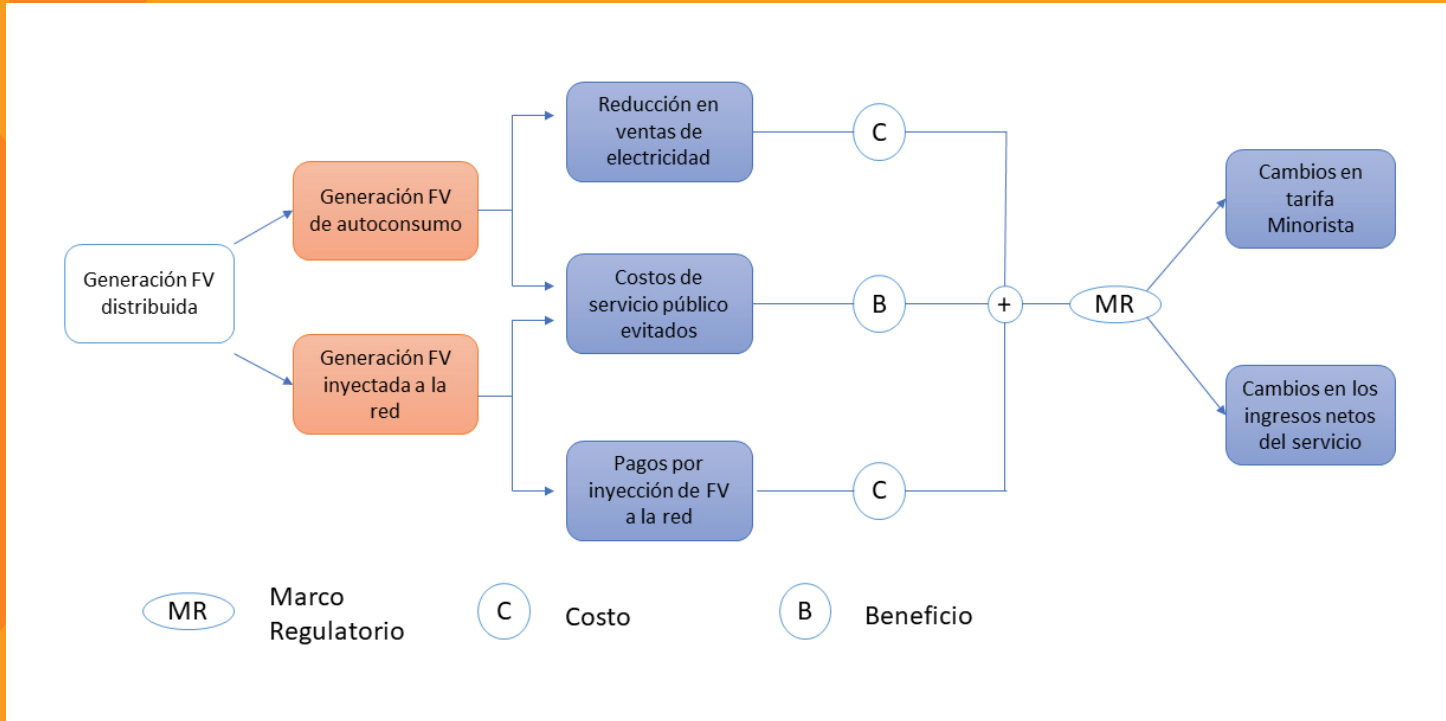 Generación FV
distribuida
Generación FV
de autoconsumo
Generación FV
inyectada a la
red
Reducción en
ventas de
electricidad
Costos de
servicio público
evitados
Pagos por
inyección de FV
a la red
C
B
C
+
MR
Cambios en
tarifa
Minorista
Cambios en los
ingresos netos
del servicio
MR
Marco
Regulatorio
C
Costo
B
Beneficio